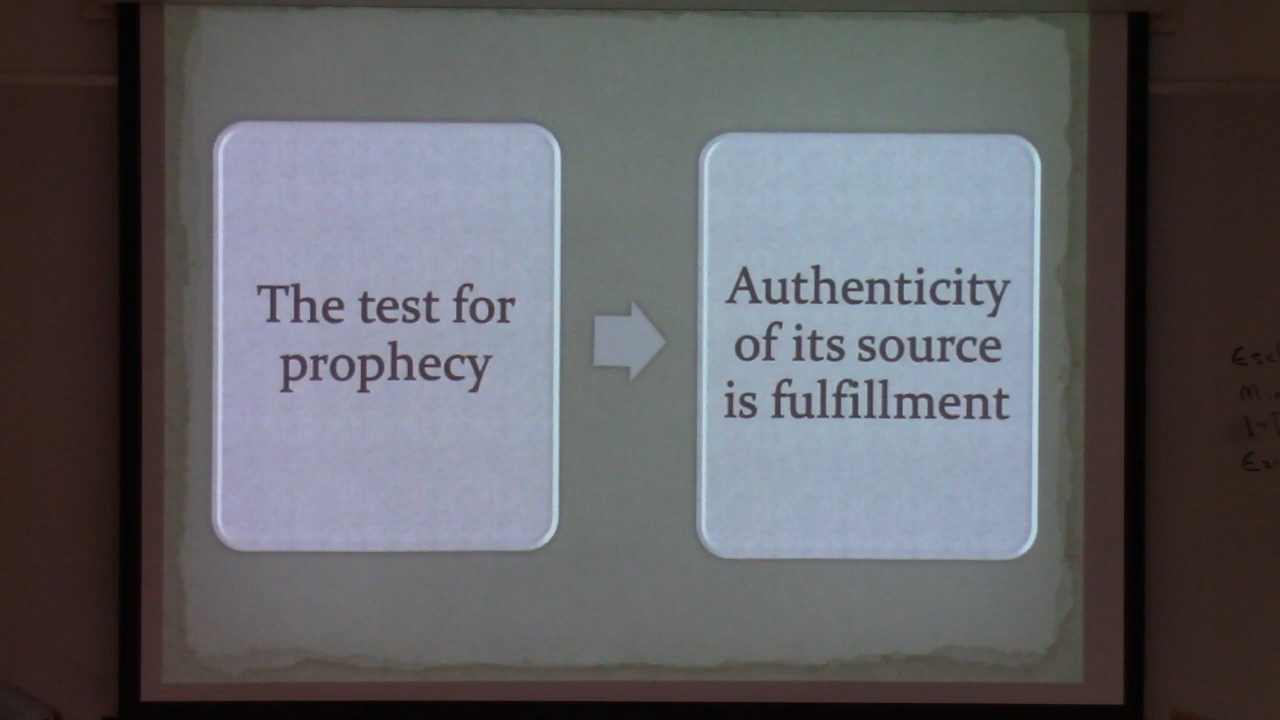 The test for
prophecy
Authenticity
of its source
is fulfillment